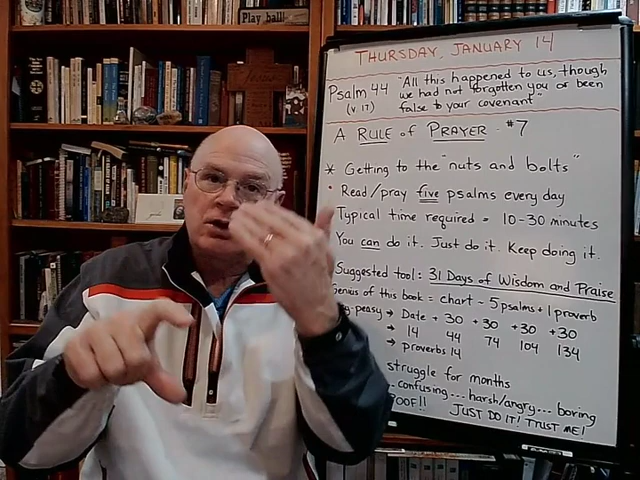 Play ball!
THURSDAY, JANUARY 14
Psalm 44 "All this happened to us, though
(v. 17) we had not forgotten you or been
false to your covenant"
A RULE of PRAYER - #7
* Getting to the "nuts and bolts"
• Read/pray five psalms every day
Typical time required = 10-30 minutes
You can do it. Just do it. Keep doing it.
Suggested tool: 31 Days of Wisdom and Praise
Genius of this book = chart ~ 5 psalms + 1 proverb
-peasy → Date + 30 + 30 + 30 + 30
→ 14 44 74 104 134
→ proverbs 14
struggle for months
...confusing... harsh/angry... boring
POOF!! JUST DO IT! TRUST ME!